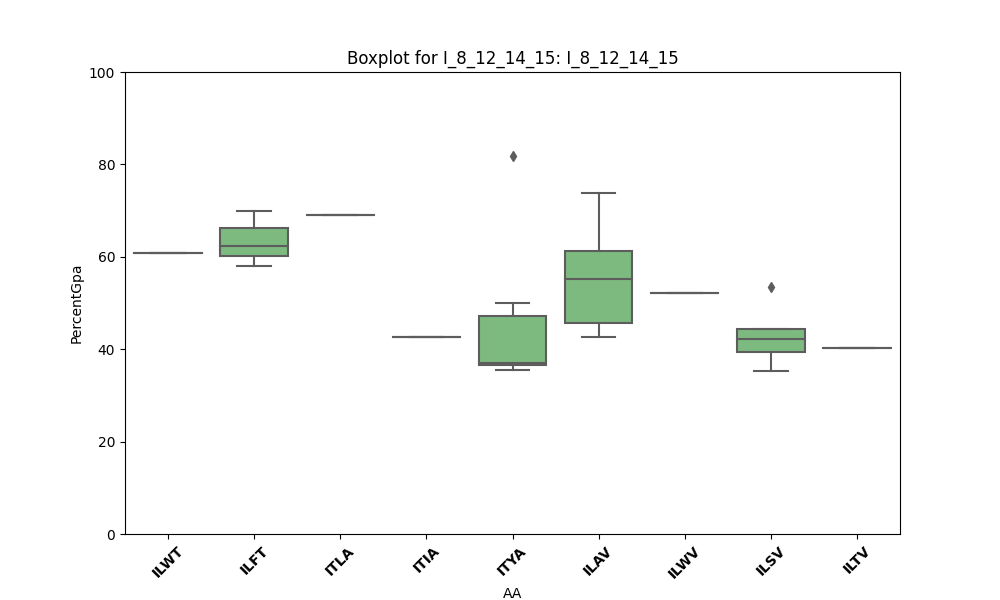 Boxplot for I_8_12_14_15: I_8_12_14_15
100
80
60
40
20
0
PercentGpa
ILWT
ILFT
ITLA
ITIA
ITYA
ILAV
ILWV
ILSV
ILTV
AA